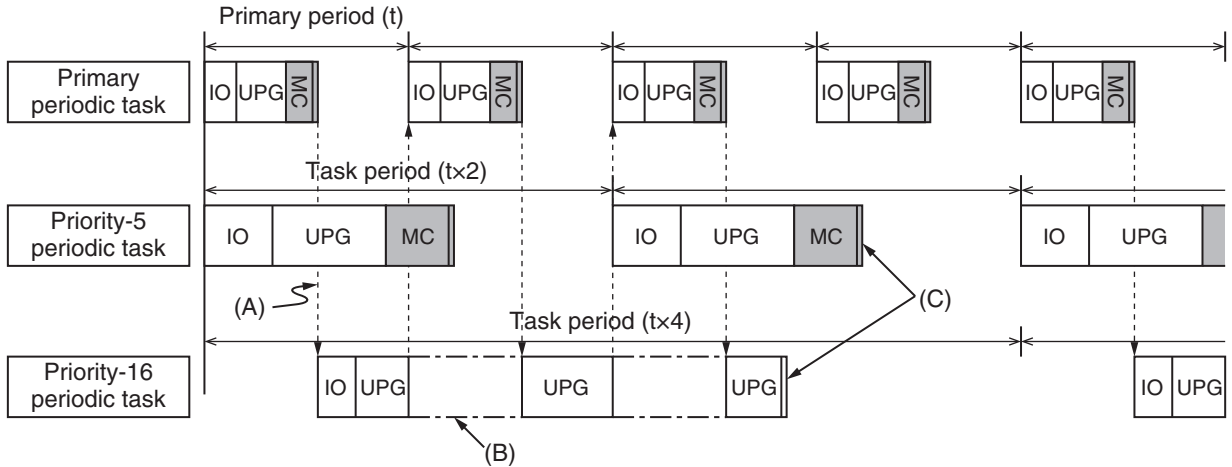 Primary period (t)
Primary
periodic task
IO UPG MC IO UPG MC IO UPG MC IO UPG MC IO UPG MC
Task period (t×2)
Priority-5
periodic task
IO UPG MC IO UPG MC IO UPG
(A)
(C)
Task period (t×4)
Priority-16
periodic task
IO UPG UPG UPG IO UPG
(B)